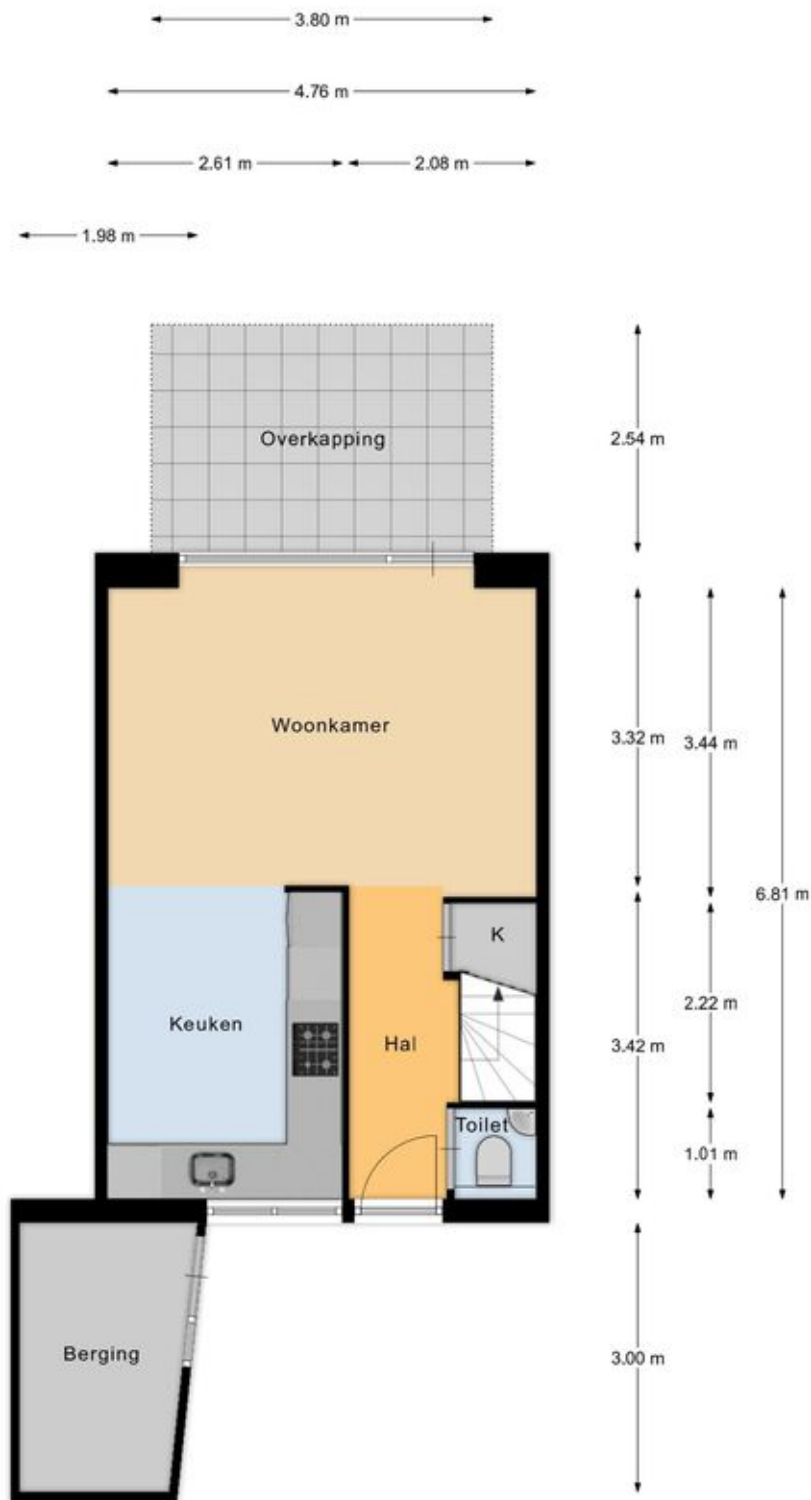 3.80 m
4.76 m
2.61 m 2.08 m
1.98 m
Overkapping
2.54 m
Woonkamer
3.32 m 3.44 m
6.81 m
K
2.22 m
Keuken
Hal
3.42 m
Toilet
1.01 m
Berging
3.00 m